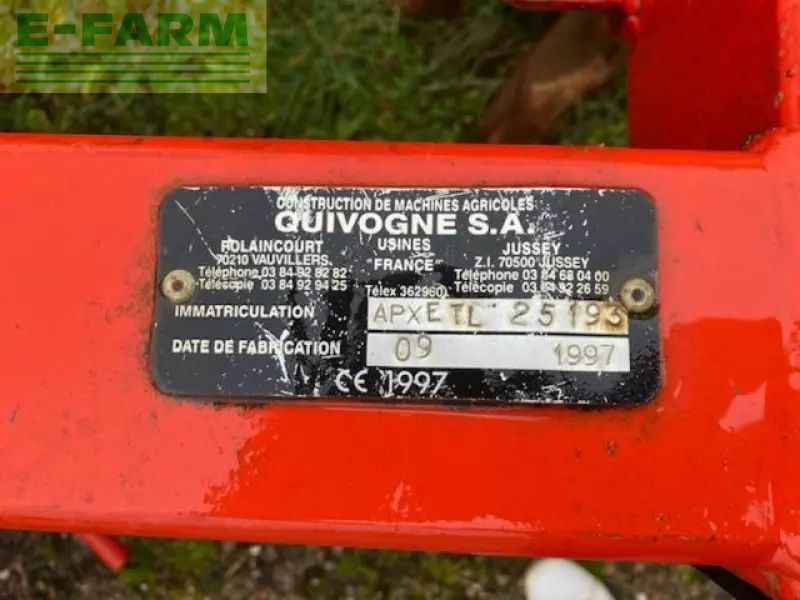 E-FARM
CONSTRUCTION DE MACHINES AGRICOLES
QUIVOGNE S.A.
POLAINCOURT
70210 VAUVILLERS
Téléphone 03 84 92 82 82
Télécopie 03 84 92 94 25
USINES
"FRANCE"
Télex 362960
JUSSEY
Z.I. 70500 JUSSEY
Téléphone 03 84 68 04 00
Télécopie 03 84 92 26 59
IMMATRICULATION APXETL 25193
DATE DE FABRICATION 09 1997
CE 1997